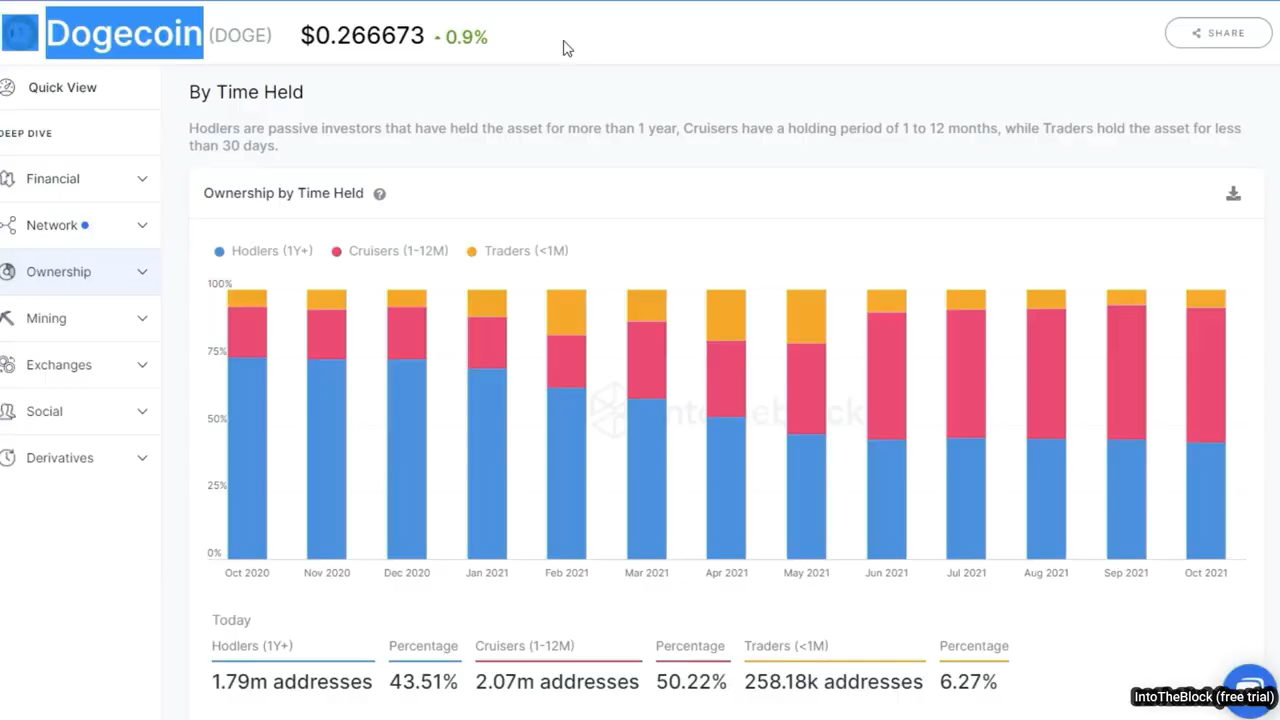 Dogecoin (DOGE) $0.266673 0.9% SHARE
Quick View
DEEP DIVE
Financial
Network
Ownership
Mining
Exchanges
Social
Derivatives
By Time Held
Hodlers are passive investors that have held the asset for more than 1 year, Cruisers have a holding period of 1 to 12 months, while Traders hold the asset for less
than 30 days.
Ownership by Time Held ?
Hodlers (1Y+) Cruisers (1-12M) Traders (<1M)
100%
75%
50%
25%
0%
Oct 2020 Nov 2020 Dec 2020 Jan 2021 Feb 2021 Mar 2021 Apr 2021 May 2021 Jun 2021 Jul 2021 Aug 2021 Sep 2021 Oct 2021
Today
Hodlers (1Y+) Percentage Cruisers (1-12M) Percentage Traders (<1M) Percentage
1.79m addresses 43.51% 2.07m addresses 50.22% 258.18k addresses 6.27%
IntoTheBlock (free trial)